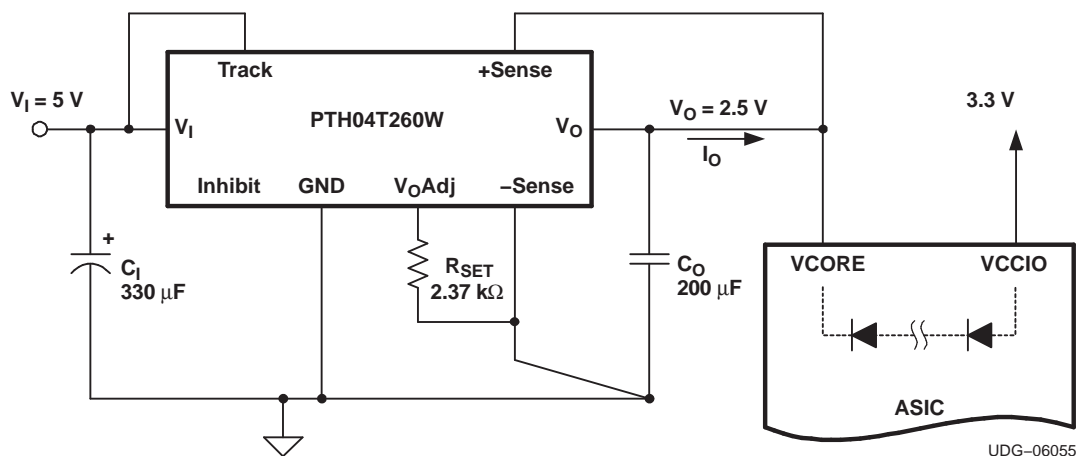 Track
+Sense
V_I = 5 V
PTH04T260W
V_I
V_O
V_O = 2.5 V
I_O
3.3 V
Inhibit
GND
V_OAdj
−Sense
+
C_I
330 μF
R_SET
2.37 kΩ
C_O
200 μF
VCORE
VCCIO
ASIC
UDG−06055